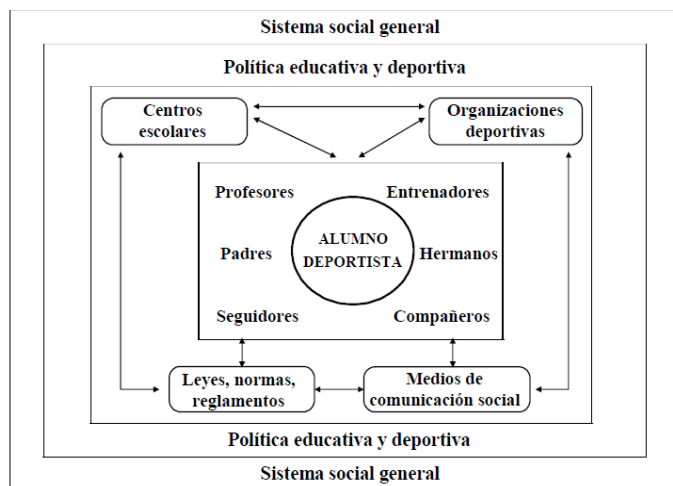 Sistema social general
Política educativa y deportiva
Centros escolares
Organizaciones deportivas
Profesores
Entrenadores
ALUMNO DEPORTISTA
Padres
Hermanos
Seguidores
Compañeros
Leyes, normas, reglamentos
Medios de comunicación social
Política educativa y deportiva
Sistema social general